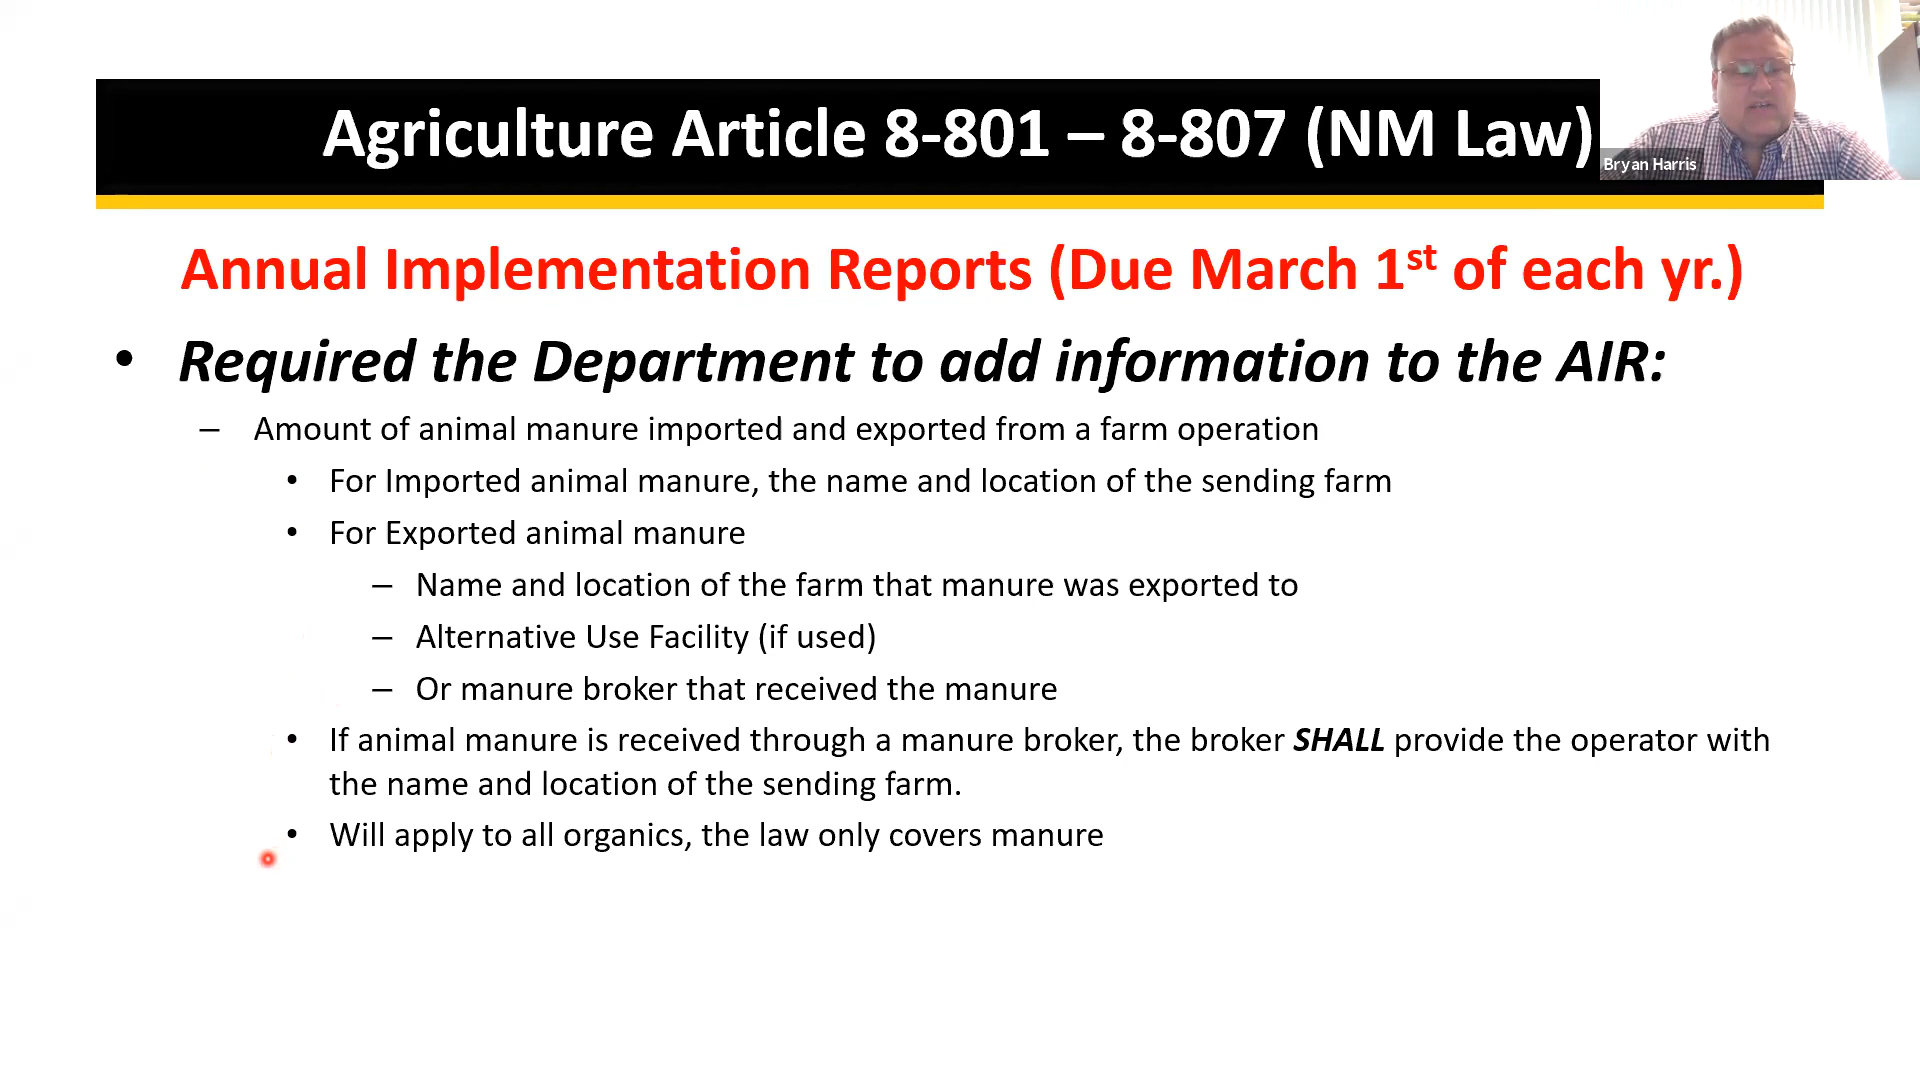 Agriculture Article 8-801 – 8-807 (NM Law)
Bryan Harris
Annual Implementation Reports (Due March 1st of each yr.)
• Required the Department to add information to the AIR:
– Amount of animal manure imported and exported from a farm operation
• For Imported animal manure, the name and location of the sending farm
• For Exported animal manure
– Name and location of the farm that manure was exported to
– Alternative Use Facility (if used)
– Or manure broker that received the manure
• If animal manure is received through a manure broker, the broker SHALL provide the operator with
the name and location of the sending farm.
• Will apply to all organics, the law only covers manure